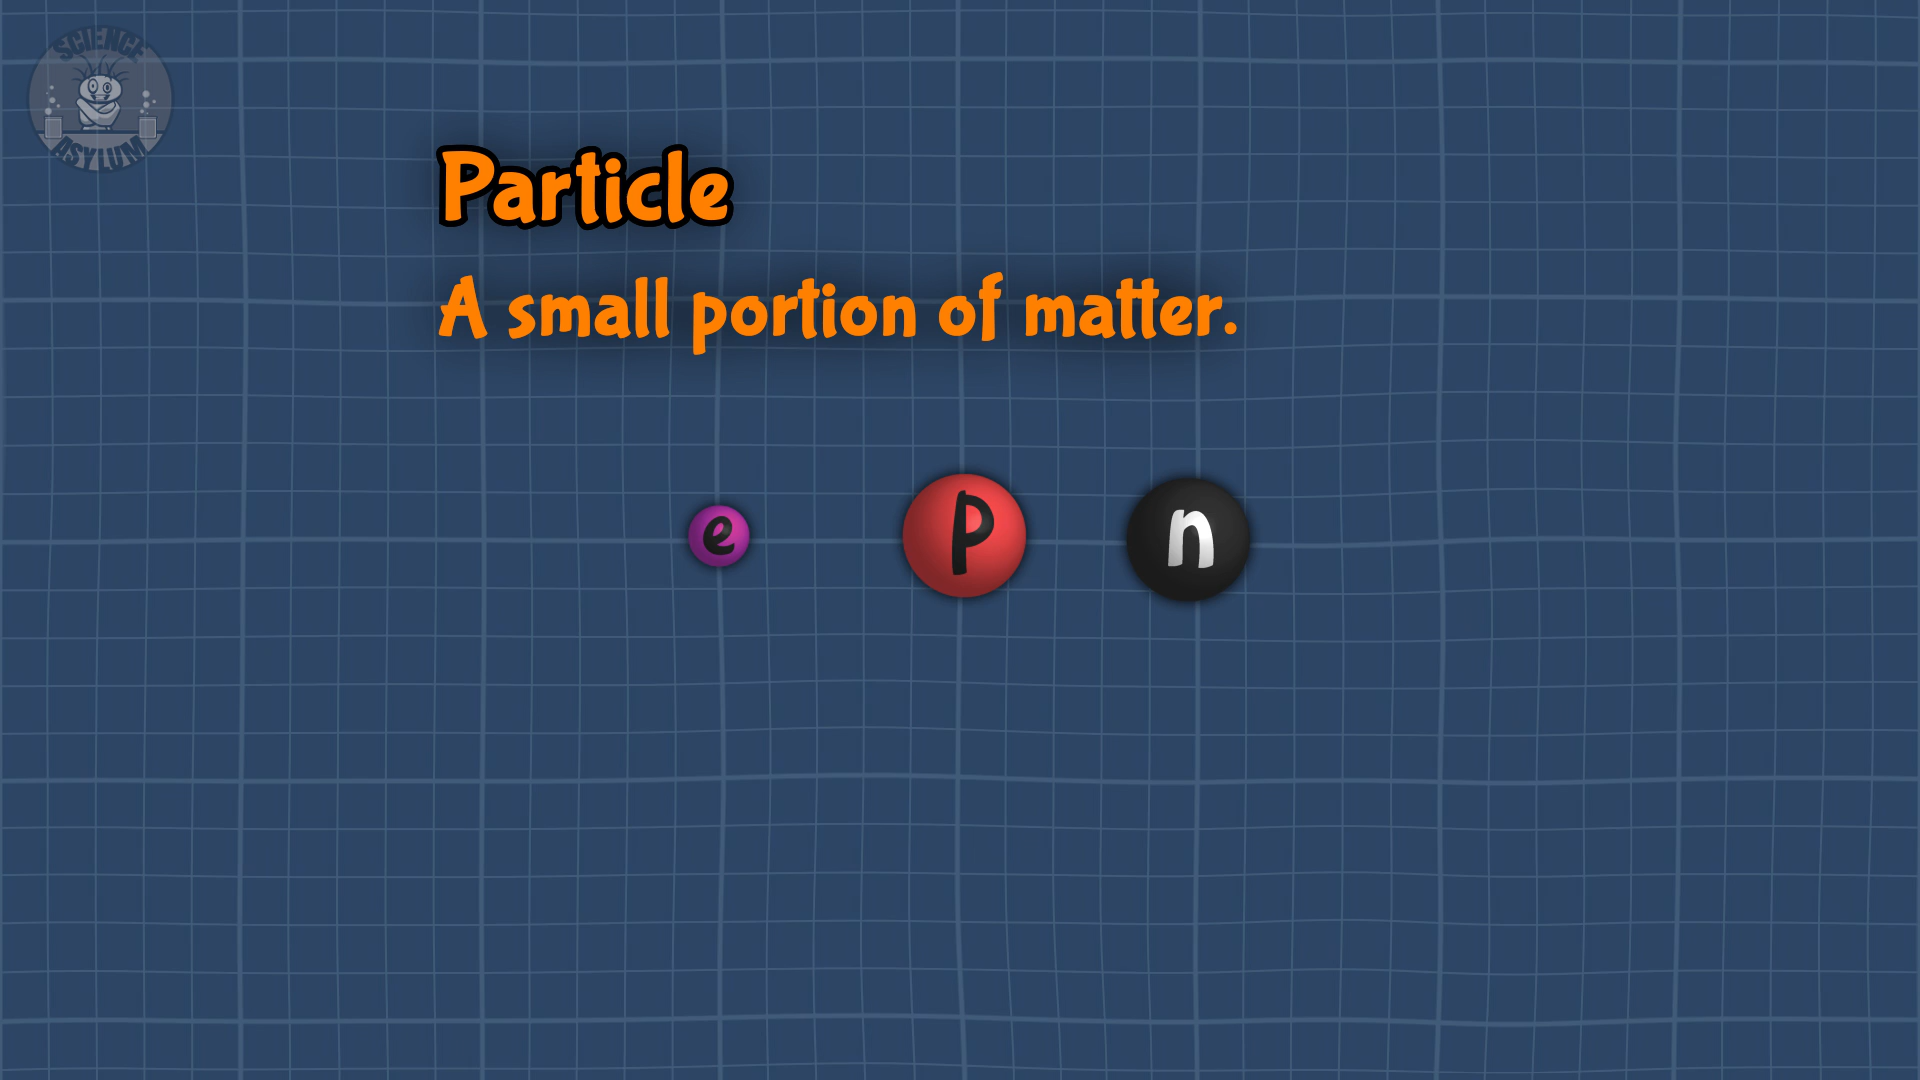 SCIENCE
ASYLUM
Particle
A small portion of matter.
e P n